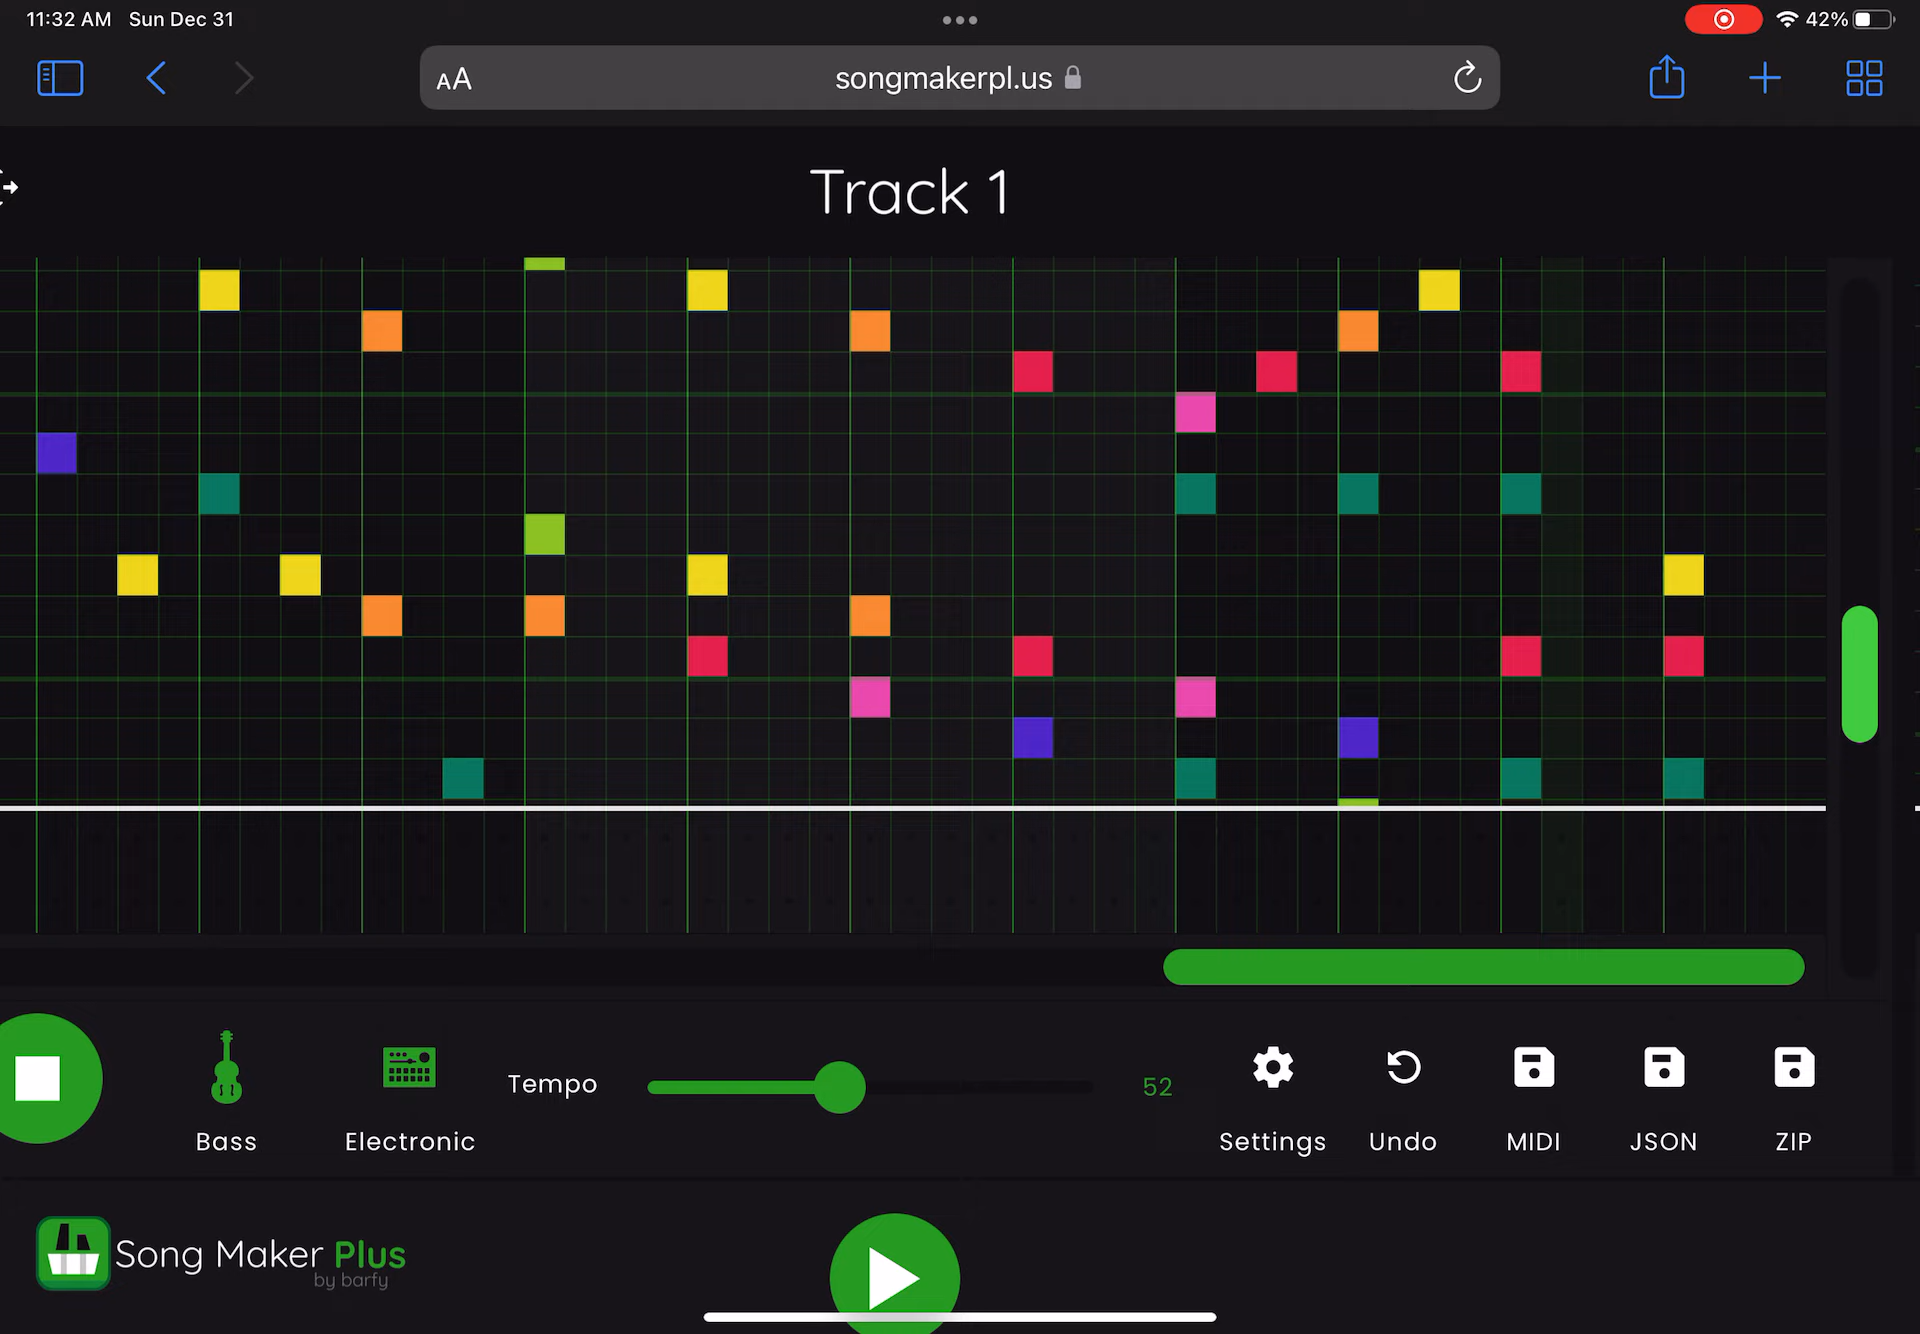 11:32 AM Sun Dec 31
42%
AA
songmakerpl.us
Track 1
Tempo
52
Bass
Electronic
Settings
Undo
MIDI
JSON
ZIP
Song Maker Plus
by barfy